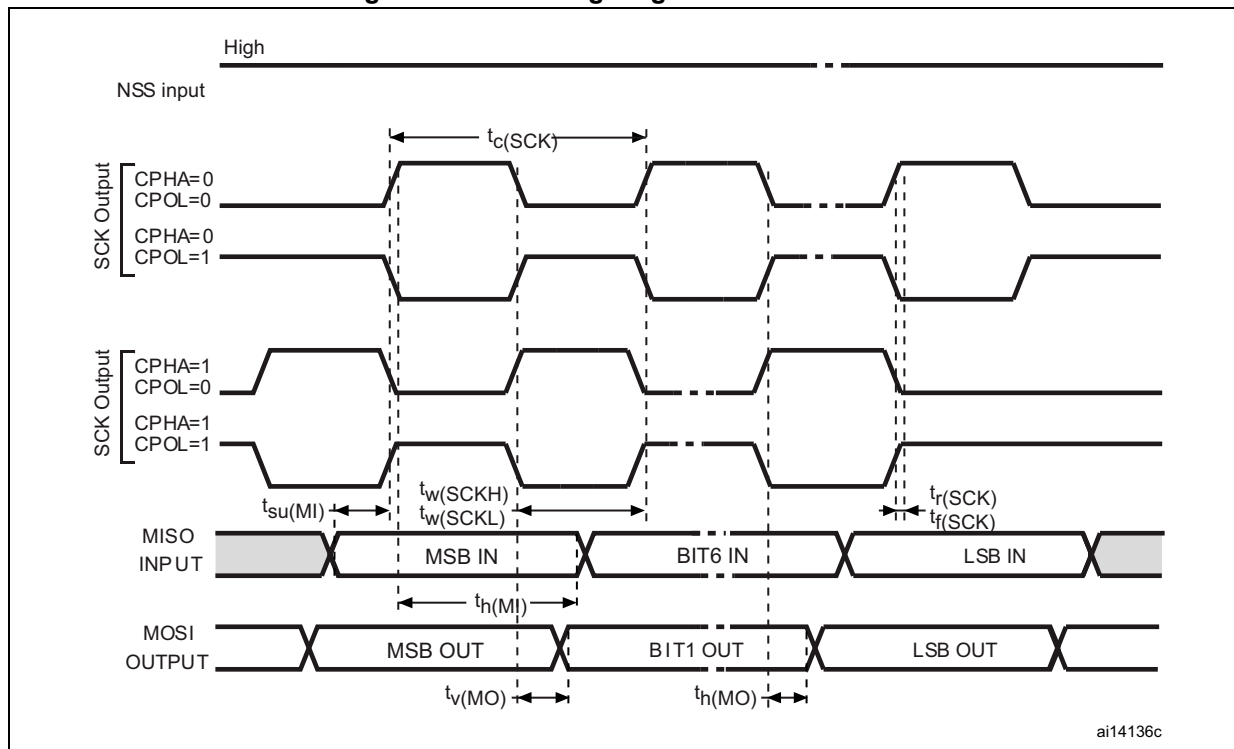 High
NSS input
tc(SCK)
SCK Output
CPHA=0
CPOL=0
CPHA=0
CPOL=1
SCK Output
CPHA=1
CPOL=0
CPHA=1
CPOL=1
tsu(MI)
tw(SCKH)
tw(SCKL)
tr(SCK)
tf(SCK)
MISO
INPUT
MSB IN
BIT6 IN
LSB IN
th(MI)
MOSI
OUTPUT
MSB OUT
BIT1 OUT
LSB OUT
tv(MO)
th(MO)
ai14136c